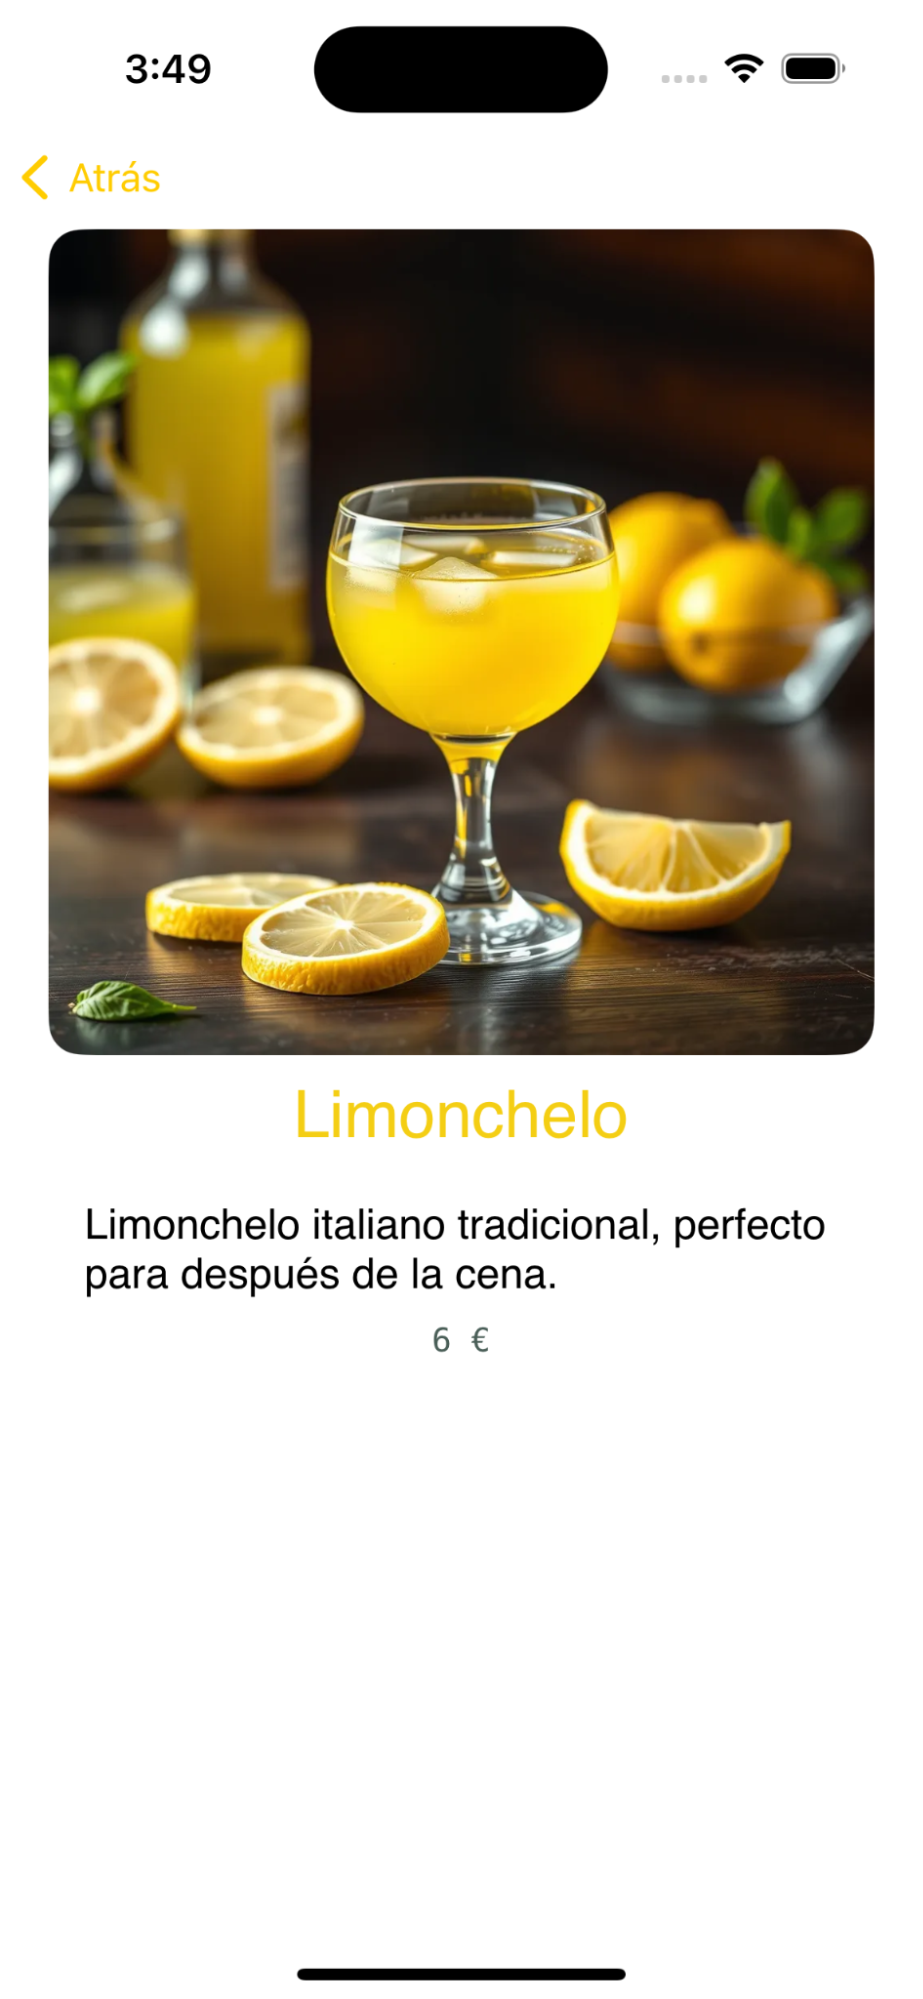 3:49
Atrás
Limonchelo
Limonchelo italiano tradicional, perfecto
para después de la cena.
6 €